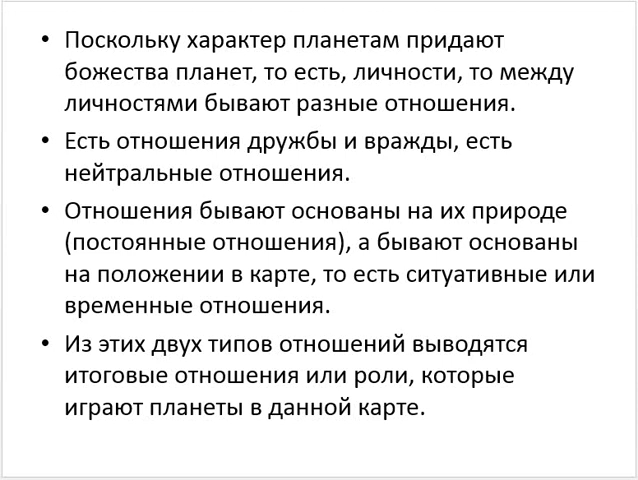 • Поскольку характер планетам придают
божества планет, то есть, личности, то между
личностями бывают разные отношения.
• Есть отношения дружбы и вражды, есть
нейтральные отношения.
• Отношения бывают основаны на их природе
(постоянные отношения), а бывают основаны
на положении в карте, то есть ситуативные или
временные отношения.
• Из этих двух типов отношений выводятся
итоговые отношения или роли, которые
играют планеты в данной карте.